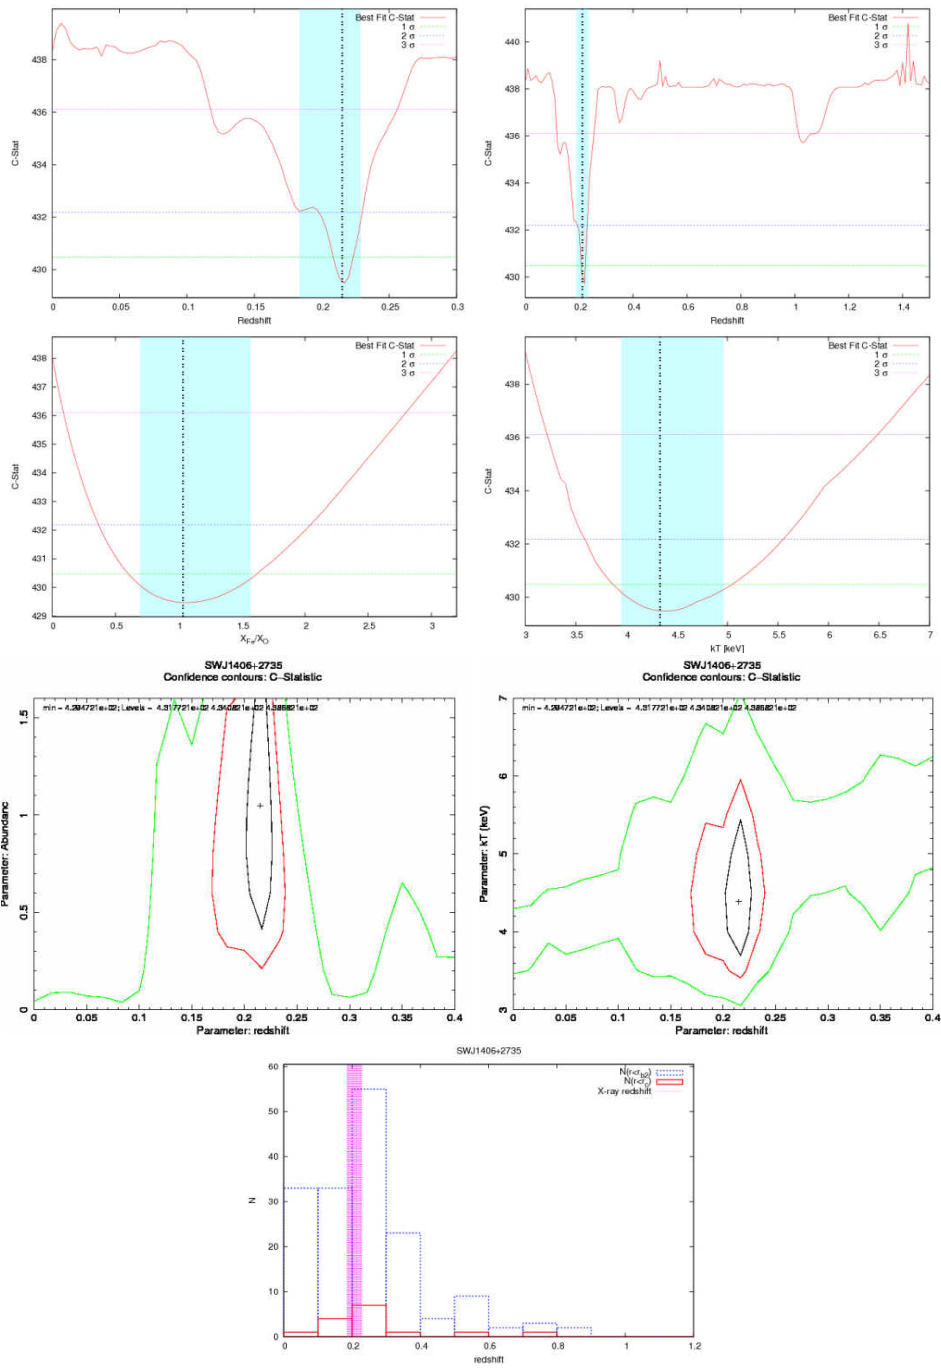 Best Fit C-Stat
1 σ
2 σ
3 σ
438
436
434
432
430
C-Stat
0 0.05 0.1 0.15 0.2 0.25 0.3
Redshift
Best Fit C-Stat
1 σ
2 σ
3 σ
440
438
436
434
432
430
C-Stat
0 0.2 0.4 0.6 0.8 1 1.2 1.4
Redshift
Best Fit C-Stat
1 σ
2 σ
3 σ
438
437
436
435
434
433
432
431
430
429
C-Stat
0 0.5 1 1.5 2 2.5 3
X_Fe/X_O
Best Fit C-Stat
1 σ
2 σ
3 σ
438
436
434
432
430
C-Stat
3 3.5 4 4.5 5 5.5 6 6.5 7
kT [keV]
SWJ1406+2735
Confidence contours: C-Statistic
1.5
1
0.5
0
Parameter: Abundanc
0 0.05 0.1 0.15 0.2 0.25 0.3 0.35 0.4
Parameter: redshift
SWJ1406+2735
Confidence contours: C-Statistic
7
6
5
4
3
Parameter: kT [keV]
0 0.05 0.1 0.15 0.2 0.25 0.3 0.35 0.4
Parameter: redshift
SWJ1406+2735
N(r<r_b2)
N(r<r_c)
X-ray redshift
60
50
40
30
20
10
0
N
0 0.2 0.4 0.6 0.8 1 1.2
redshift